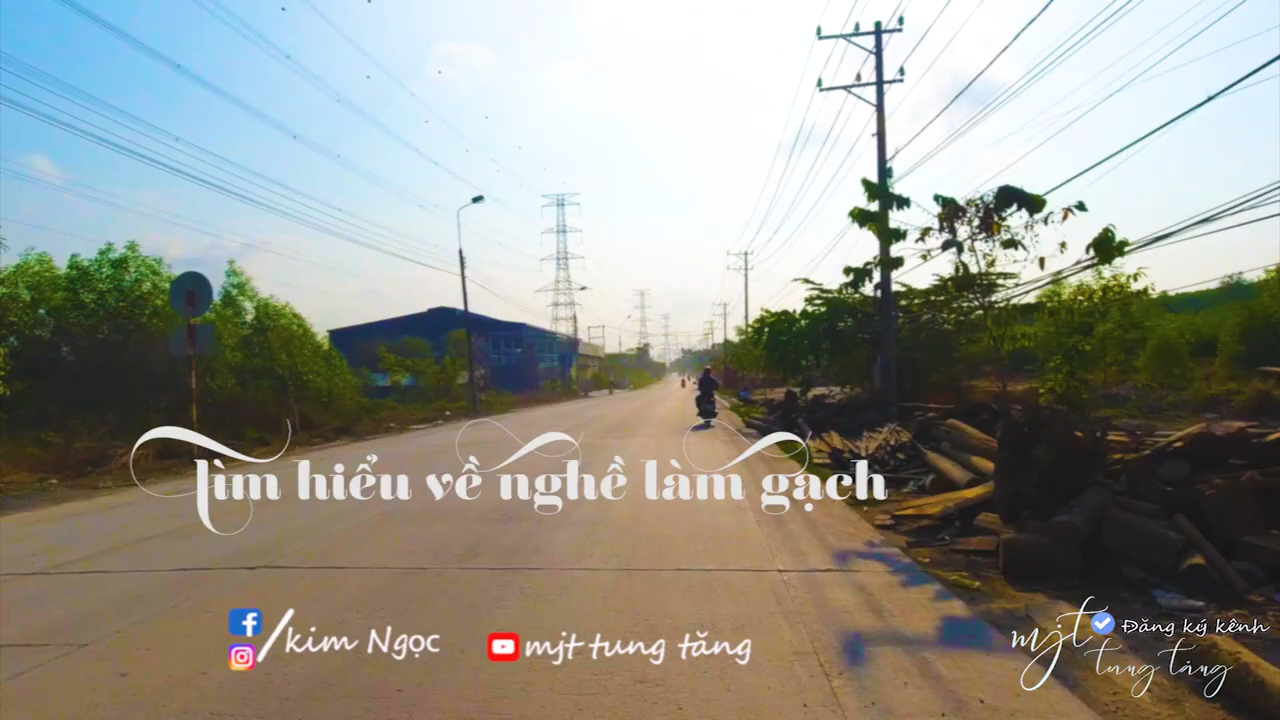 Tìm hiểu về nghề làm gạch
/kim Ngọc
mjt tung tăng
mjt Đăng ký kênh
tung tăng